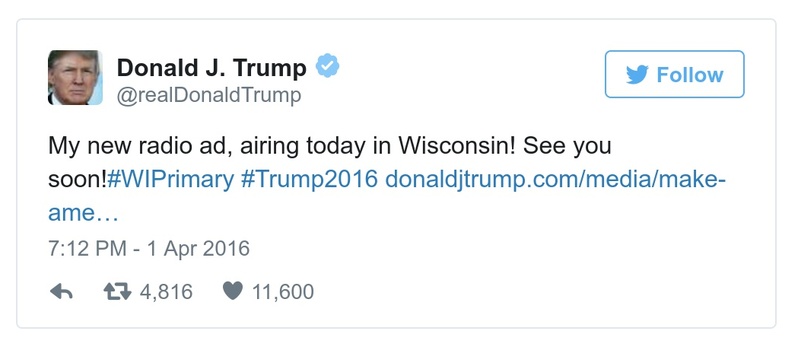 Donald J. Trump
@realDonaldTrump
Follow
My new radio ad, airing today in Wisconsin! See you
soon!#WIPrimary #Trump2016 donaldjtrump.com/media/make-
ame…
7:12 PM - 1 Apr 2016
4,816 11,600